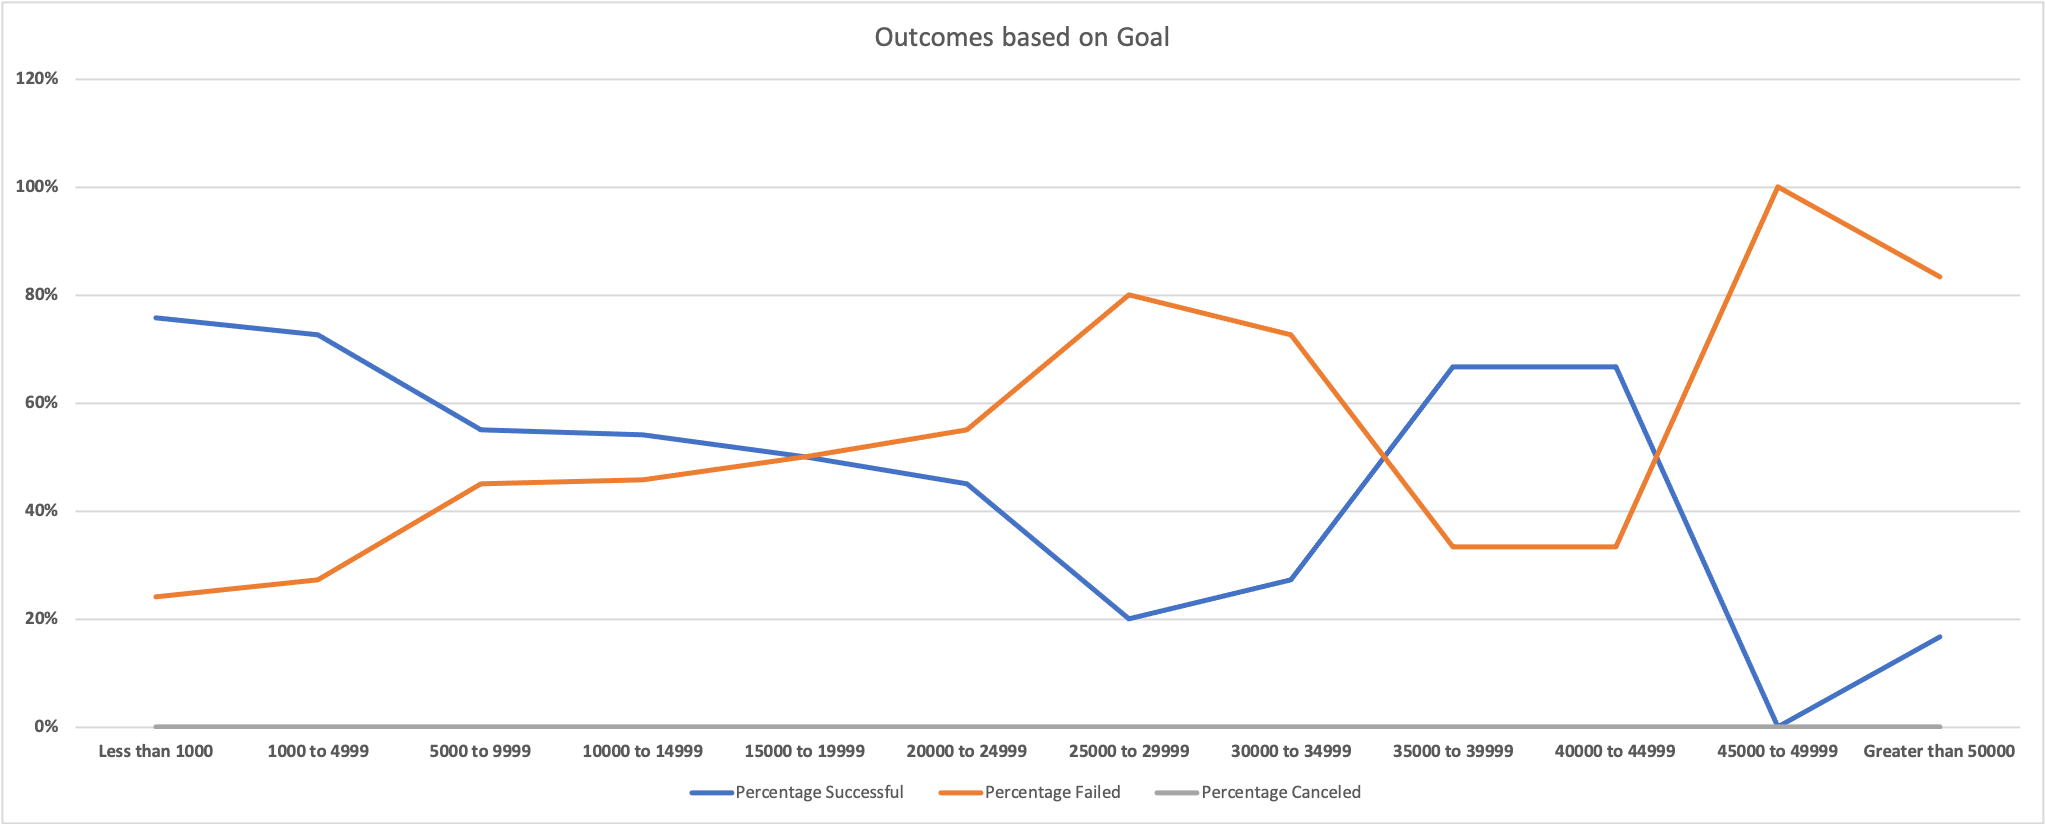 Outcomes based on Goal
120%
100%
80%
60%
40%
20%
0%
Less than 1000 1000 to 4999 5000 to 9999 10000 to 14999 15000 to 19999 20000 to 24999 25000 to 29999 30000 to 34999 35000 to 39999 40000 to 44999 45000 to 49999 Greater than 50000
Percentage Successful Percentage Failed Percentage Canceled